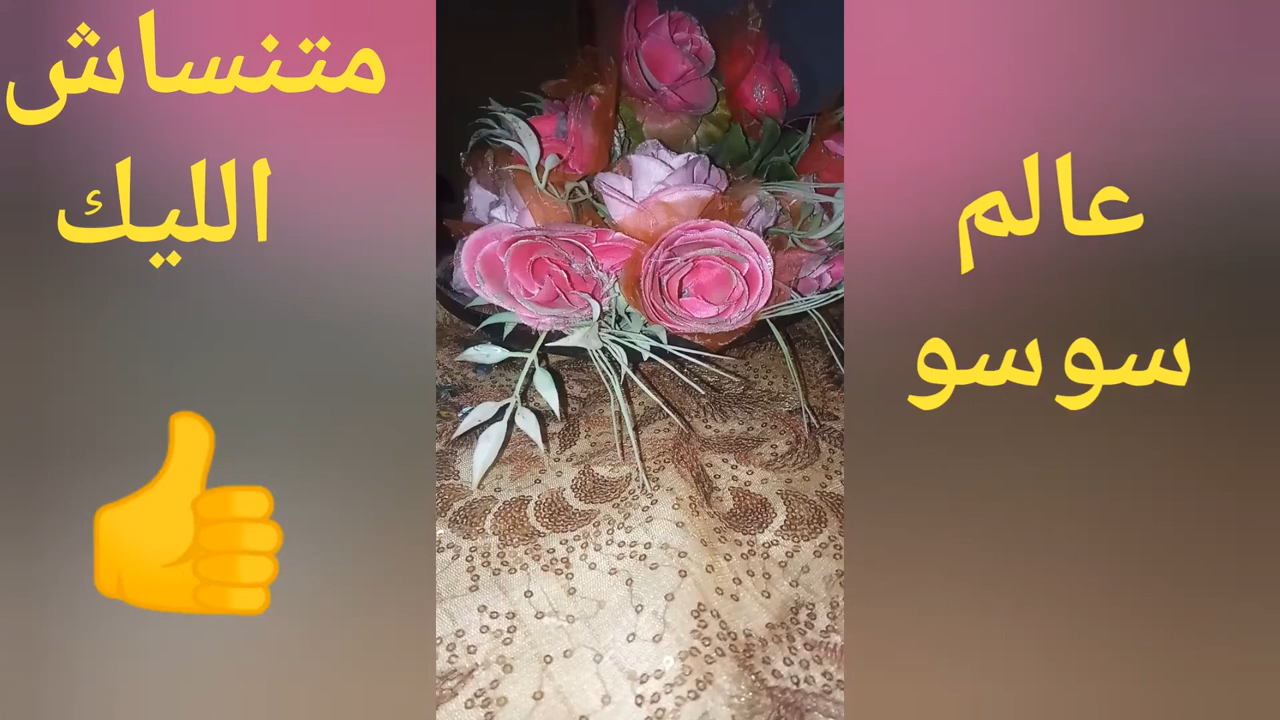 متنساش
الليك
عالم
سوسو